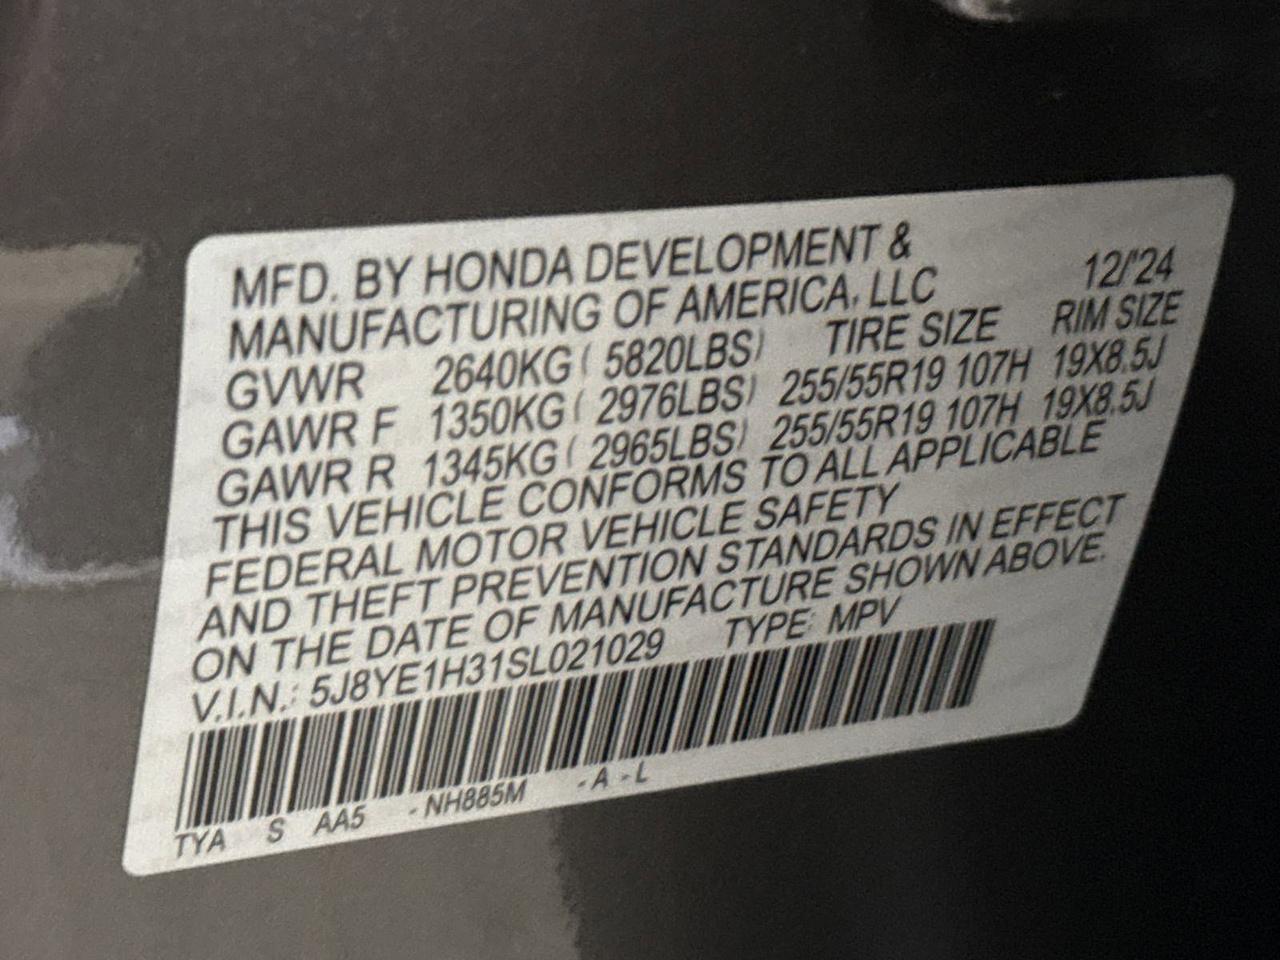 MFD. BY HONDA DEVELOPMENT &
MANUFACTURING OF AMERICA, LLC 12/'24
GVWR 2640KG ( 5820LBS) TIRE SIZE RIM SIZE
GAWR F 1350KG ( 2976LBS) 255/55R19 107H 19X8.5J
GAWR R 1345KG ( 2965LBS) 255/55R19 107H 19X8.5J
THIS VEHICLE CONFORMS TO ALL APPLICABLE
FEDERAL MOTOR VEHICLE SAFETY
AND THEFT PREVENTION STANDARDS IN EFFECT
ON THE DATE OF MANUFACTURE SHOWN ABOVE.
V.I.N.: 5J8YE1H31SL021029 TYPE: MPV
TYA S AA5 -NH885M -A -L